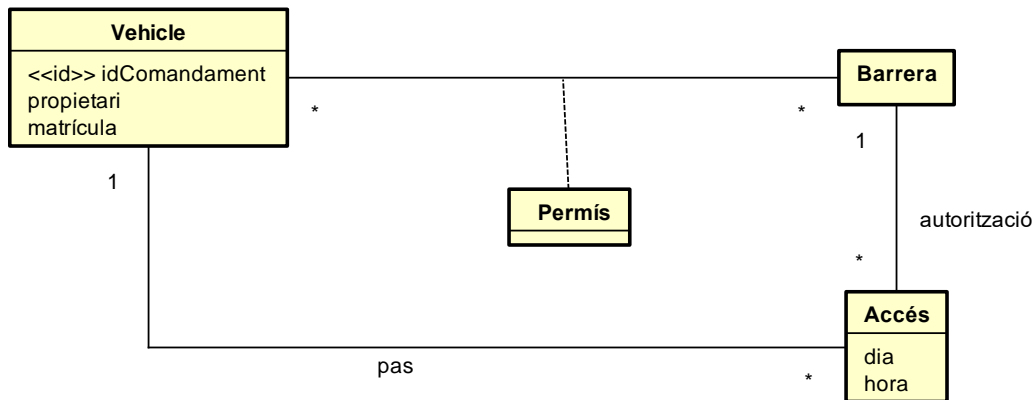 Vehicle
<<id>> idComandament
propietari
matrícula
*
*
Barrera
1
1
Permís
autorització
*
Accés
dia
hora
pas
*